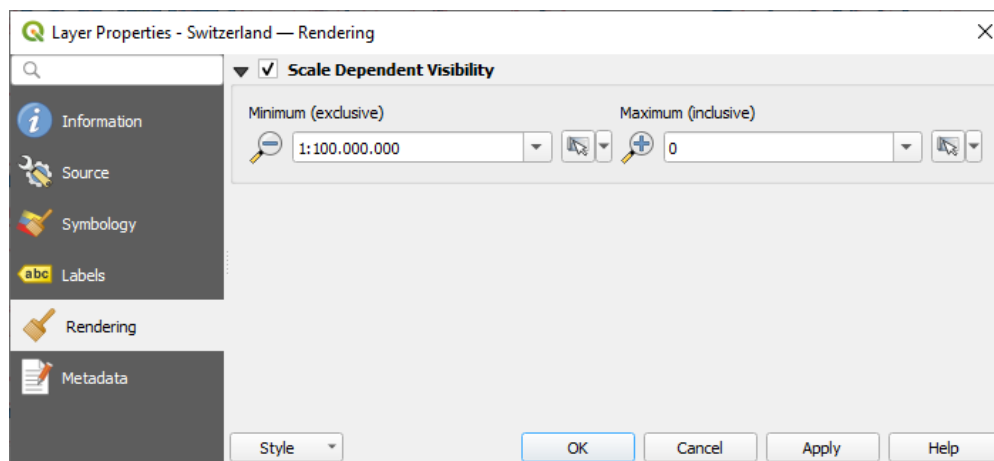 Layer Properties - Switzerland — Rendering
Scale Dependent Visibility
Information
Source
Symbology
abc Labels
Rendering
Metadata
Minimum (exclusive)
Maximum (inclusive)
1:100.000.000
0
Style
OK
Cancel
Apply
Help